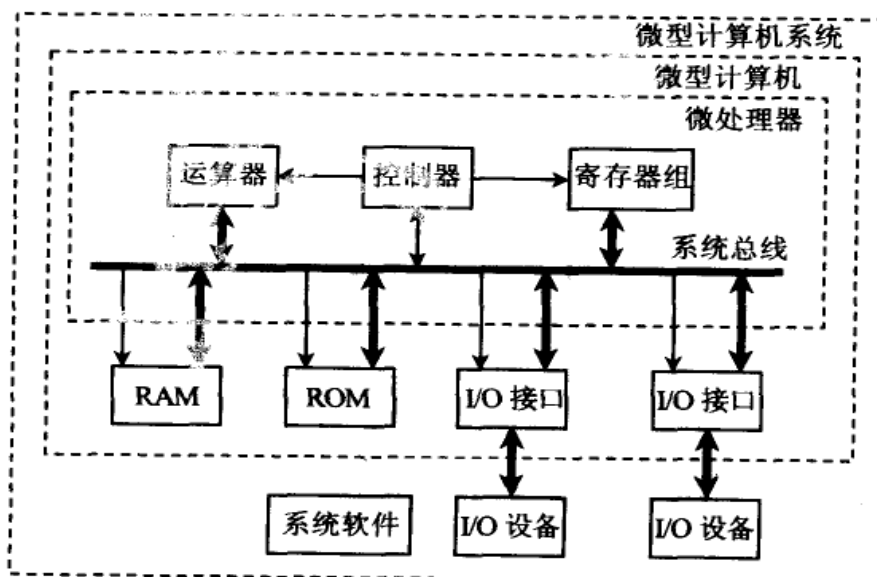 微型计算机系统
微型计算机
微处理器
运算器
控制器
寄存器组
系统总线
RAM
ROM
I/O 接口
I/O 接口
系统软件
I/O 设备
I/O 设备